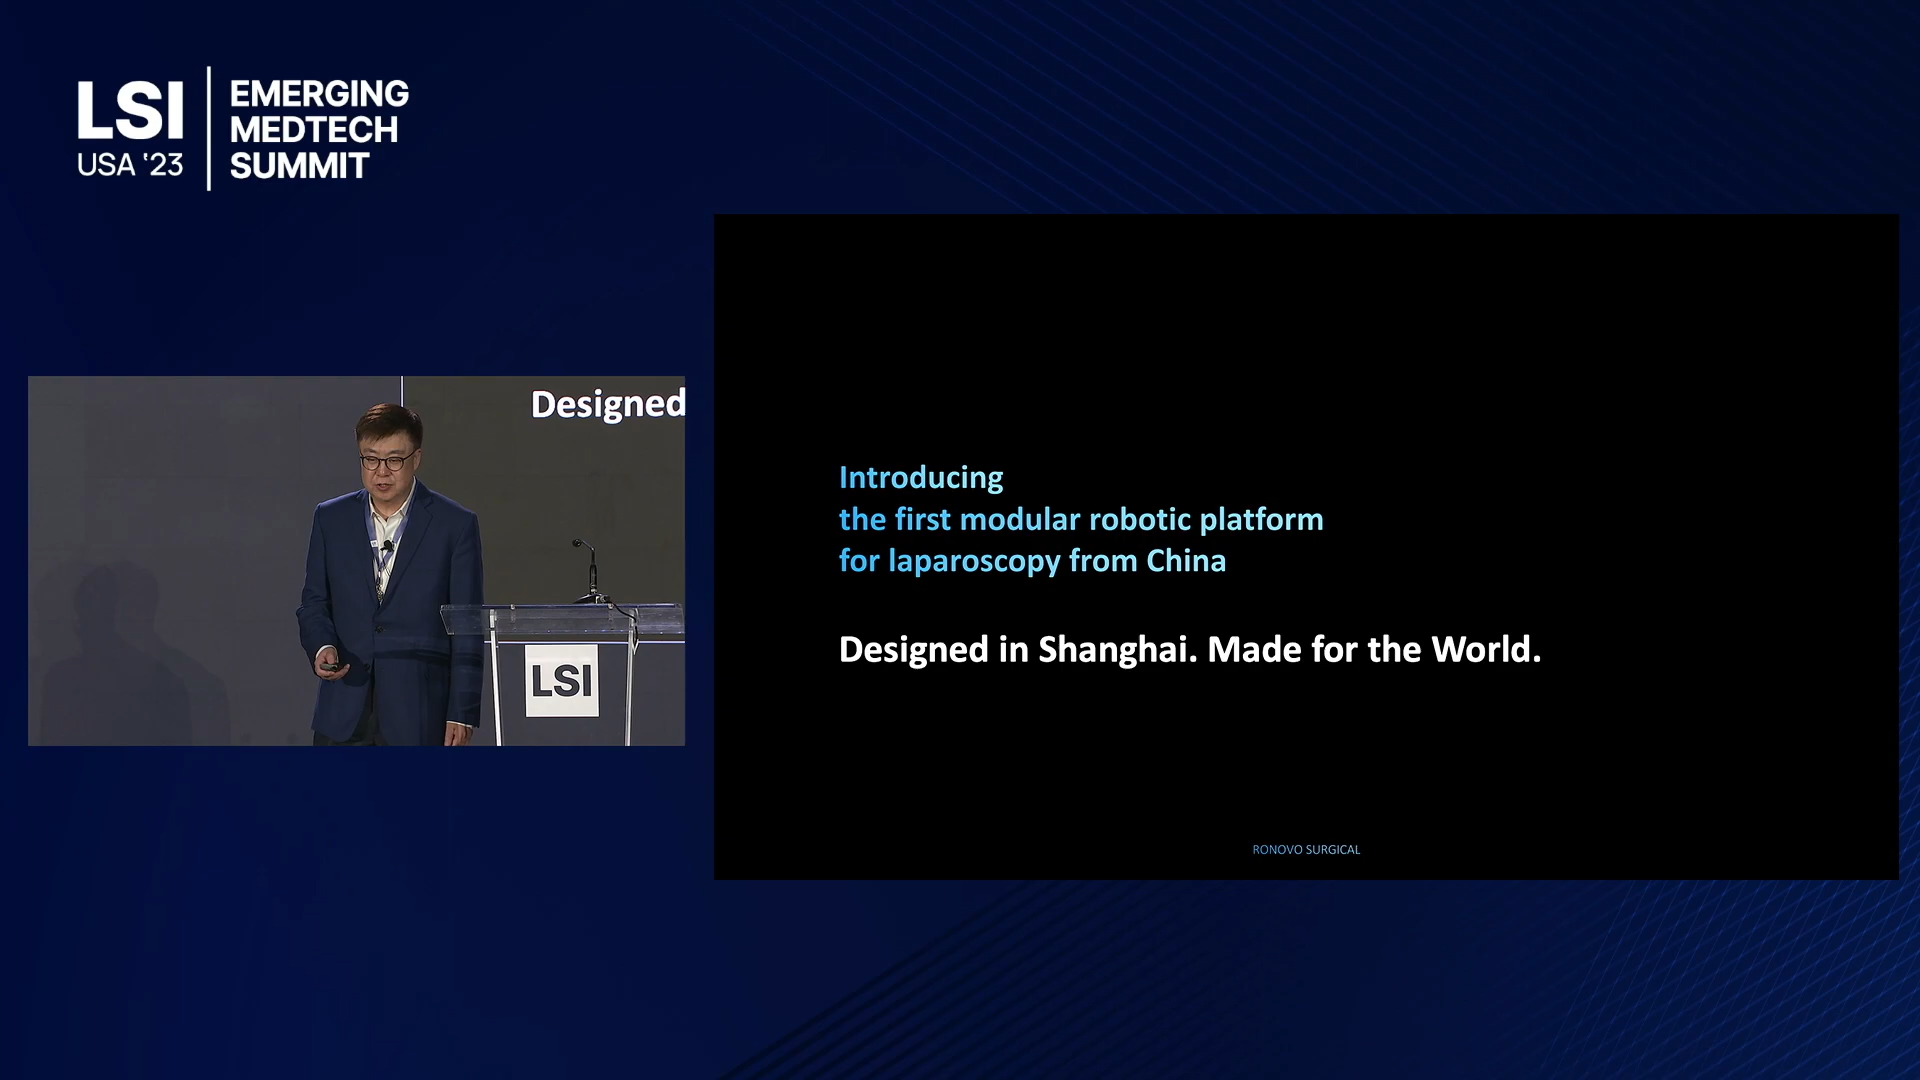 LSI
USA '23
EMERGING
MEDTECH
SUMMIT
Designed
LSI
Introducing
the first modular robotic platform
for laparoscopy from China
Designed in Shanghai. Made for the World.
RONOVO SURGICAL